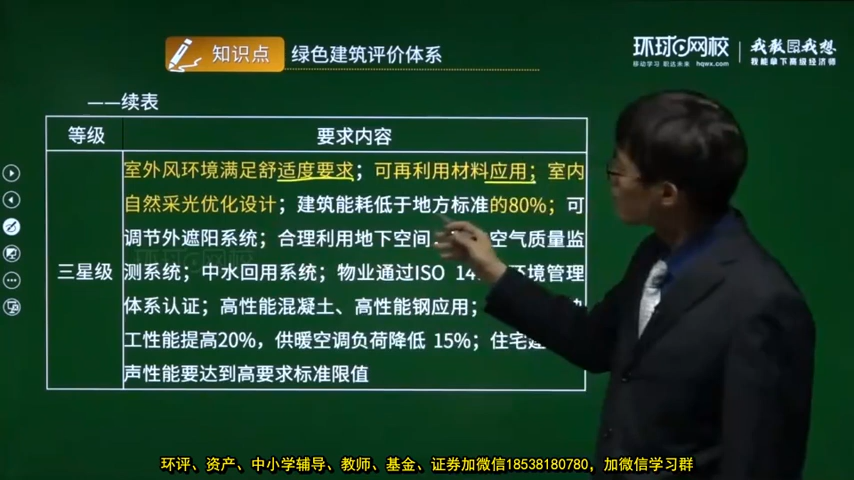 知识点
绿色建筑评价体系
环球网校
移动学习 职达未来 hqwx.com
我敢 我想
我能拿下高级经济师
——续表
等级
要求内容
三星级
室外风环境满足舒适度要求；可再利用材料应用；室内
自然采光优化设计；建筑能耗低于地方标准的80%；可
调节外遮阳系统；合理利用地下空间 空气质量监
测系统；中水回用系统；物业通过ISO 14 环境管理
体系认证；高性能混凝土、高性能钢应用；
工性能提高20%，供暖空调负荷降低 15%；住宅建
声性能要达到高要求标准限值
环评、资产、中小学辅导、教师、基金、证券加微信18538180780，加微信学习群